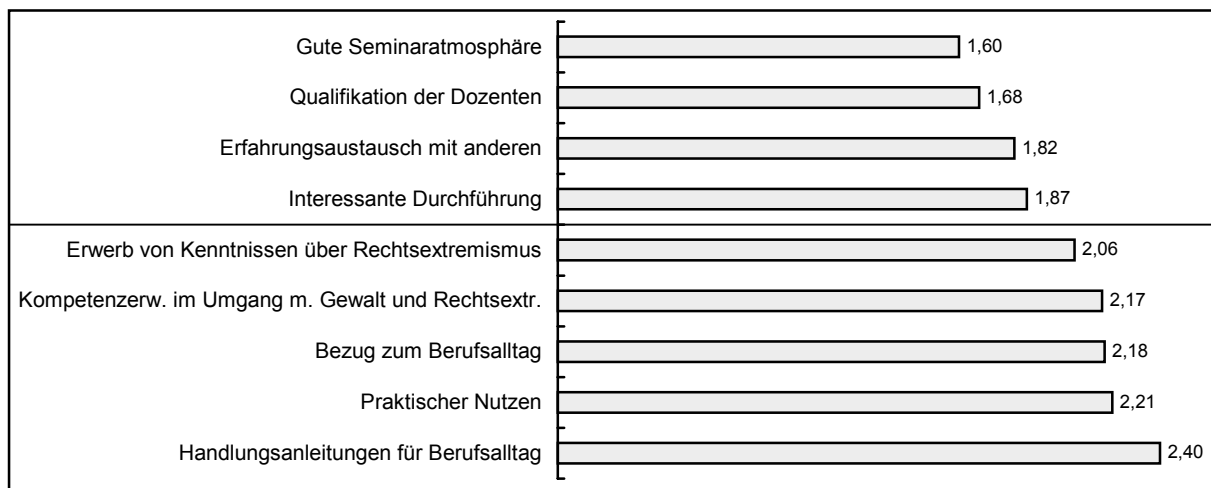 Gute Seminaratmosphäre 1,60
Qualifikation der Dozenten 1,68
Erfahrungsaustausch mit anderen 1,82
Interessante Durchführung 1,87
Erwerb von Kenntnissen über Rechtsextremismus 2,06
Kompetenzerw. im Umgang m. Gewalt und Rechtsextr. 2,17
Bezug zum Berufsalltag 2,18
Praktischer Nutzen 2,21
Handlungsanleitungen für Berufsalltag 2,40